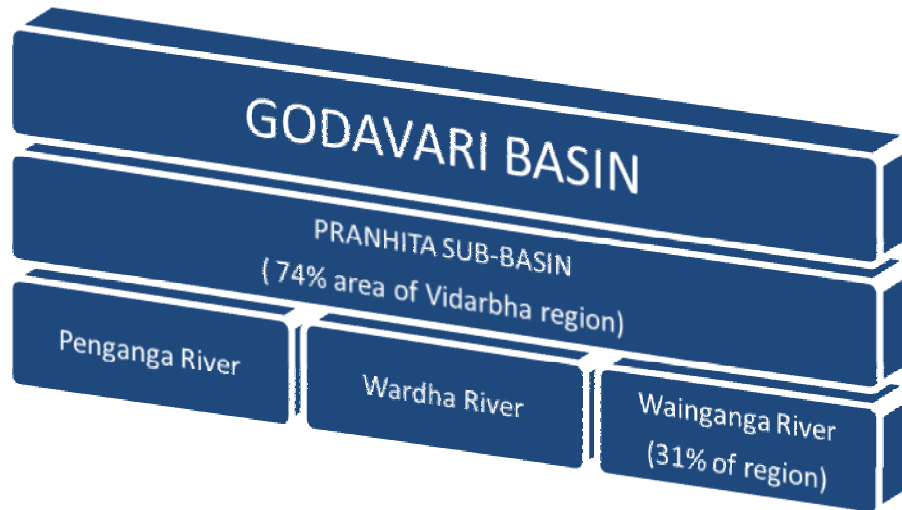 GODAVARI BASIN
PRANHITA SUB-BASIN
( 74% area of Vidarbha region)
Penganga River
Wardha River
Wainganga River
(31% of region)